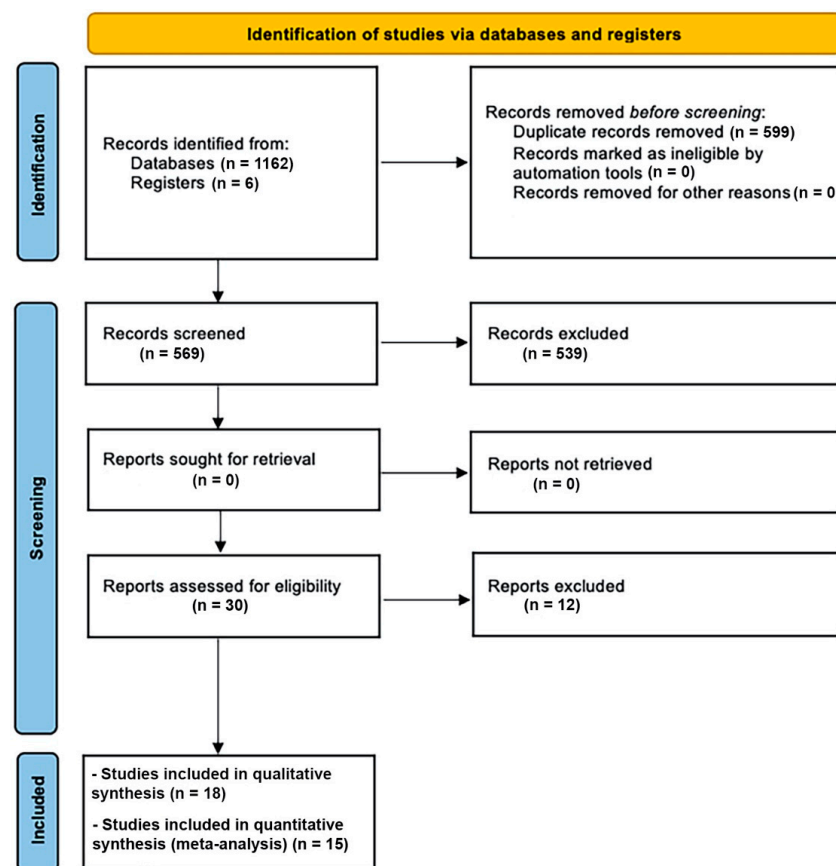 Identification of studies via databases and registers
Identification
Records identified from:
Databases (n = 1162)
Registers (n = 6)
Records removed before screening:
Duplicate records removed (n = 599)
Records marked as ineligible by
automation tools (n = 0)
Records removed for other reasons (n = 0
Screening
Records screened
(n = 569)
Records excluded
(n = 539)
Reports sought for retrieval
(n = 0)
Reports not retrieved
(n = 0)
Reports assessed for eligibility
(n = 30)
Reports excluded
(n = 12)
Included
- Studies included in qualitative
synthesis (n = 18)
- Studies included in quantitative
synthesis (meta-analysis) (n = 15)